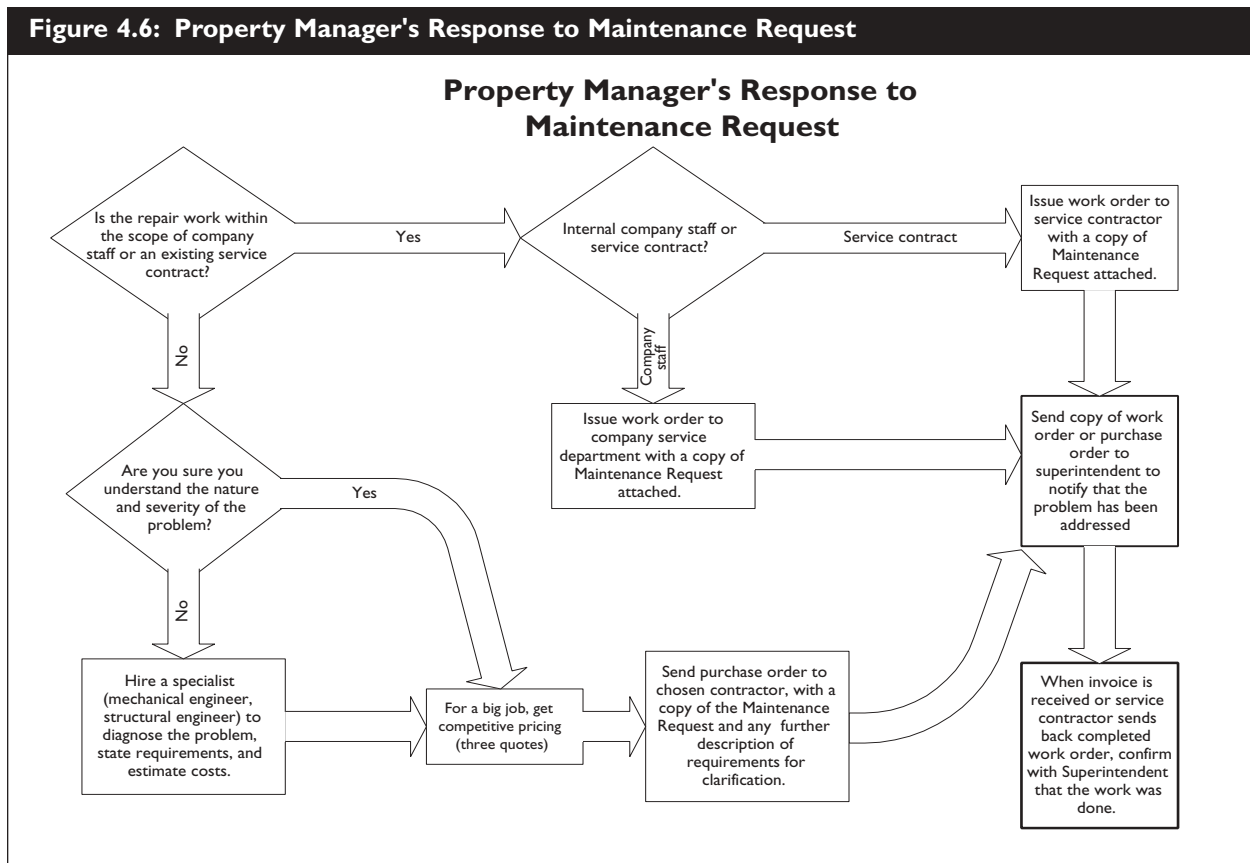 Figure 4.6: Property Manager's Response to Maintenance Request
Property Manager's Response to
Maintenance Request
Is the repair work within
the scope of company
staff or an existing service
contract?
Yes
Internal company staff or
service contract?
Service contract
Issue work order to
service contractor
with a copy of
Maintenance
Request attached.
No
Company
staff
Issue work order to
company service
department with a copy of
Maintenance Request
attached.
Send copy of work
order or purchase
order to
superintendent to
notify that the
problem has been
addressed
Are you sure you
understand the nature
and severity of the
problem?
Yes
No
Hire a specialist
(mechanical engineer,
structural engineer) to
diagnose the problem,
state requirements, and
estimate costs.
For a big job, get
competitive pricing
(three quotes)
Send purchase order to
chosen contractor, with a
copy of the Maintenance
Request and any further
description of
requirements for
clarification.
When invoice is
received or service
contractor sends
back completed
work order, confirm
with Superintendent
that the work was
done.